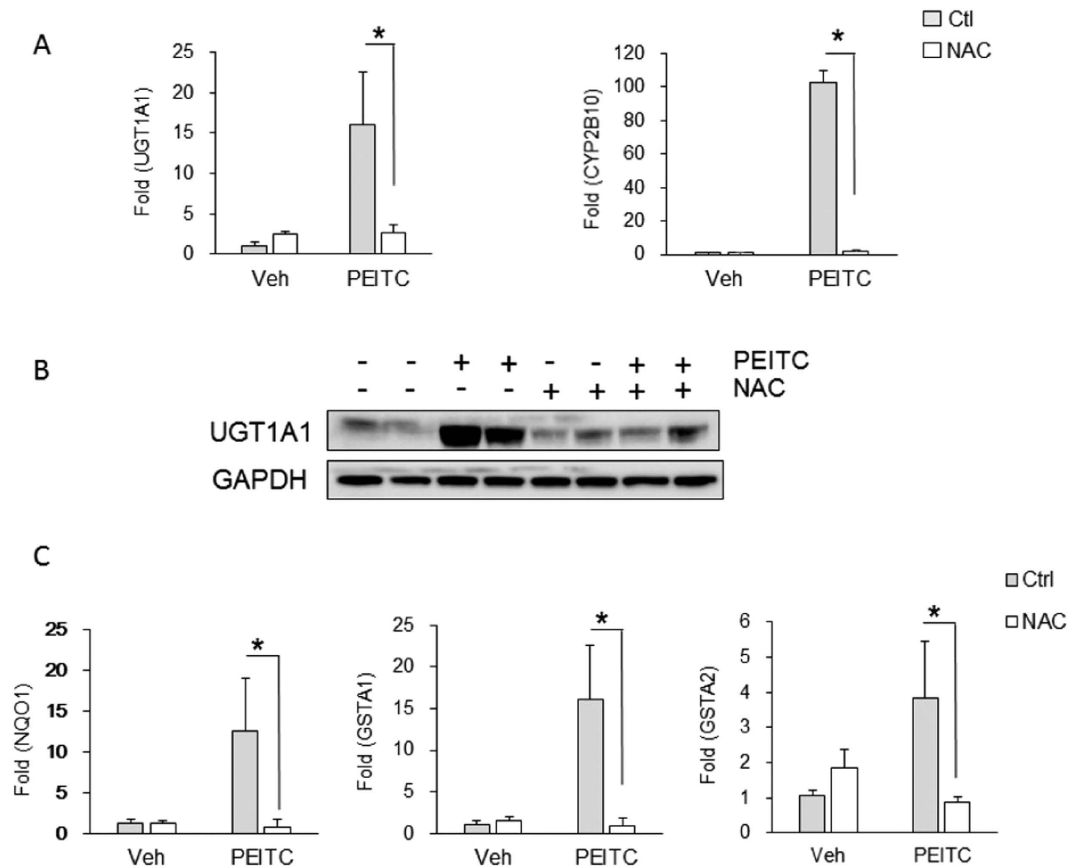 A
Ctl
NAC
Fold (UGT1A1)
25
20
15
10
5
0
*
Veh PEITC
Fold (CYP2B10)
120
100
80
60
40
20
0
*
Veh PEITC
B
- - + + - - + + PEITC
- - - - + + + + NAC
UGT1A1
GAPDH
C
Ctrl
NAC
Fold (NQO1)
25
20
15
10
5
0
*
Veh PEITC
Fold (GSTA1)
25
20
15
10
5
0
*
Veh PEITC
Fold (GSTA2)
6
5
4
3
2
1
0
*
Veh PEITC